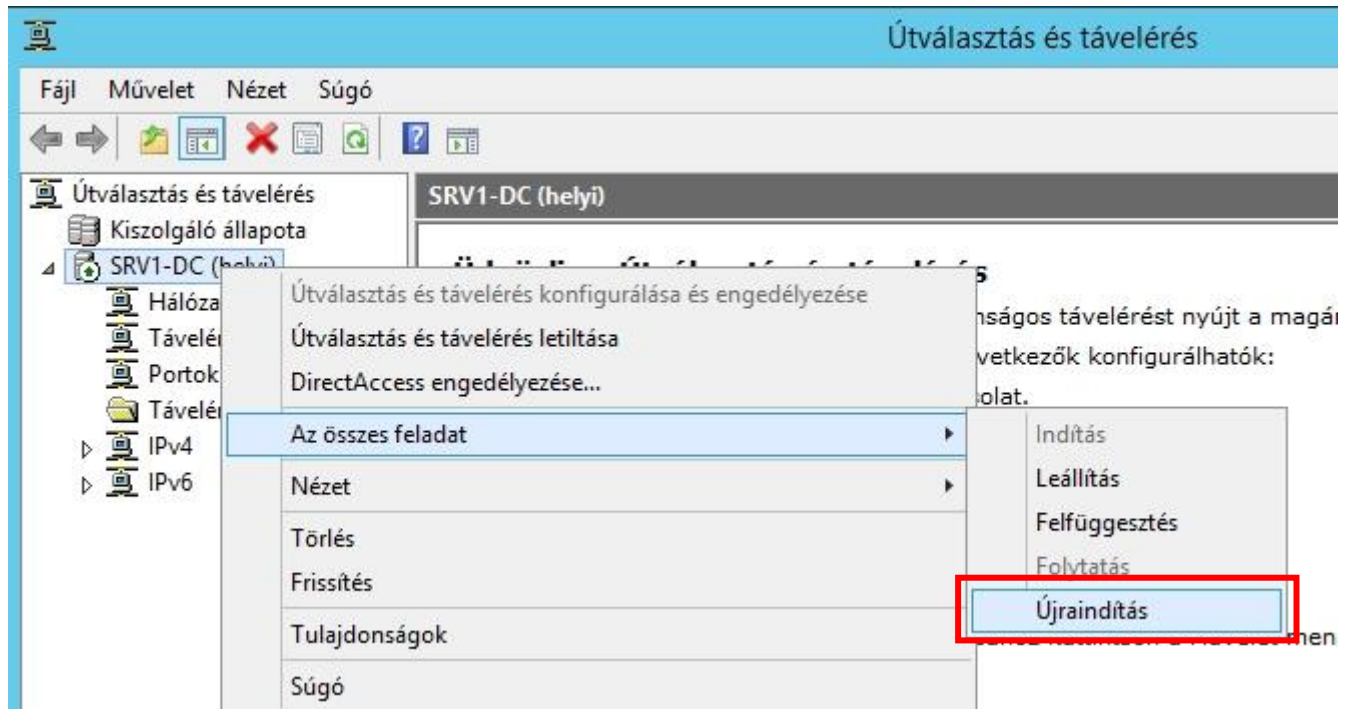 Útválasztás és távelérés
Fájl Művelet Nézet Súgó
Útválasztás és távelérés
Kiszolgáló állapota
SRV1-DC (helyi)
Hálóza
Távelér
Portok
Távelér
IPv4
IPv6
SRV1-DC (helyi)
nságos távelérést nyújt a magán
vetkezők konfigurálhatók:
olat.
Útválasztás és távelérés konfigurálása és engedélyezése
Útválasztás és távelérés letiltása
DirectAccess engedélyezése...
Az összes feladat
Nézet
Törlés
Frissítés
Tulajdonságok
Súgó
Indítás
Leállítás
Felfüggesztés
Folytatás
Újraindítás